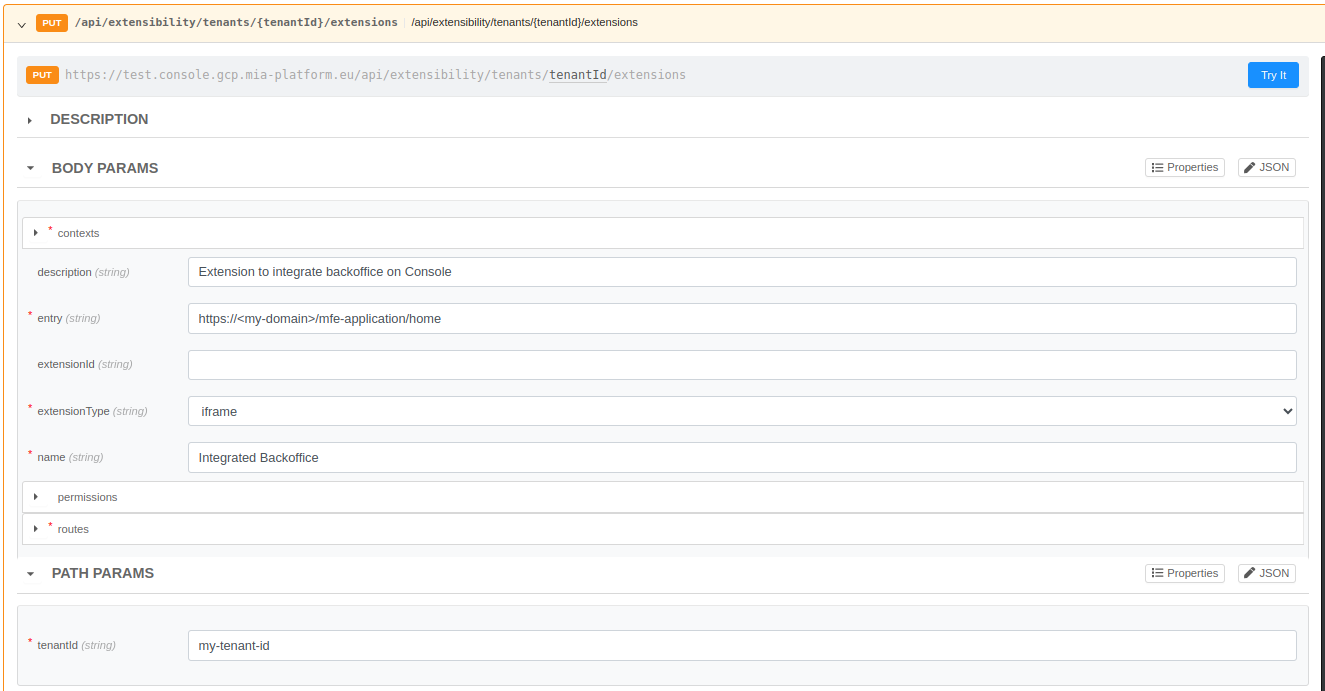 PUT /api/extensibility/tenants/{tenantId}/extensions /api/extensibility/tenants/{tenantId}/extensions
PUT https://test.console.gcp.mia-platform.eu/api/extensibility/tenants/tenantId/extensions Try It
DESCRIPTION
BODY PARAMS Properties JSON
* contexts
description (string) Extension to integrate backoffice on Console
* entry (string) https://<my-domain>/mfe-application/home
extensionId (string)
* extensionType (string) iframe
* name (string) Integrated Backoffice
permissions
* routes
PATH PARAMS Properties JSON
* tenantId (string) my-tenant-id